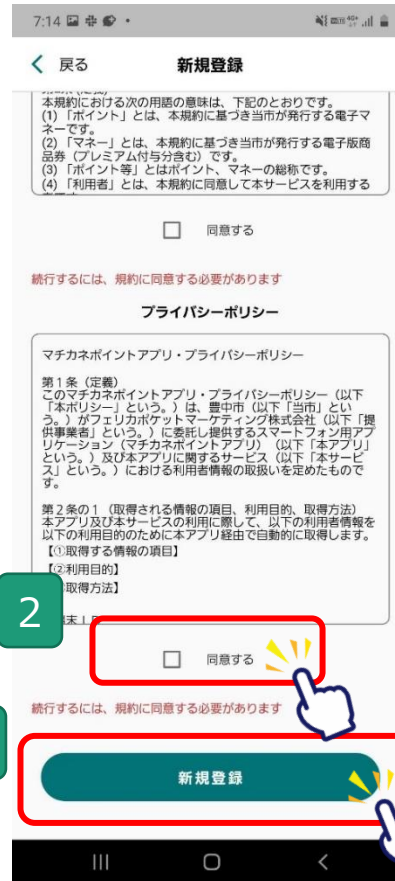 7:14
戻る
新規登録
本規約における次の用語の意味は、下記のとおりです。
(1)「ポイント」とは、本規約に基づき当市が発行する電子マ
ネーです。
(2)「マネー」とは、本規約に基づき当市が発行する電子版商
品券(プレミアム付与分含む)です。
(3)「ポイント等」とはポイント、マネーの総称です。
(4)「利用者」とは、本規約に同意して本サービスを利用する
同意する
続行するには、規約に同意する必要があります
プライバシーポリシー
マチカネポイントアプリ・プライバシーポリシー
第1条(定義)
このマチカネポイントアプリ・プライバシーポリシー(以下
「本ポリシー」という。)は、豊中市(以下「当市」とい
う。)がフェリカポケットマーケティング株式会社(以下「提
供事業者」という。)に委託し提供するスマートフォン用アプ
リケーション(マチカネポイントアプリ)(以下「本アプリ」
という。)及び本アプリに関するサービス(以下「本サービ
ス」という。)における利用者情報の取扱いを定めたもので
す。
第2条の1(取得される情報の項目、利用目的、取得方法)
本アプリ及び本サービスの利用に際して、以下の利用者情報を
以下の利用目的のために本アプリ経由で自動的に取得します。
【①取得する情報の項目】
【②利用目的】
取得方法】
2
同意する
続行するには、規約に同意する必要があります
新規登録